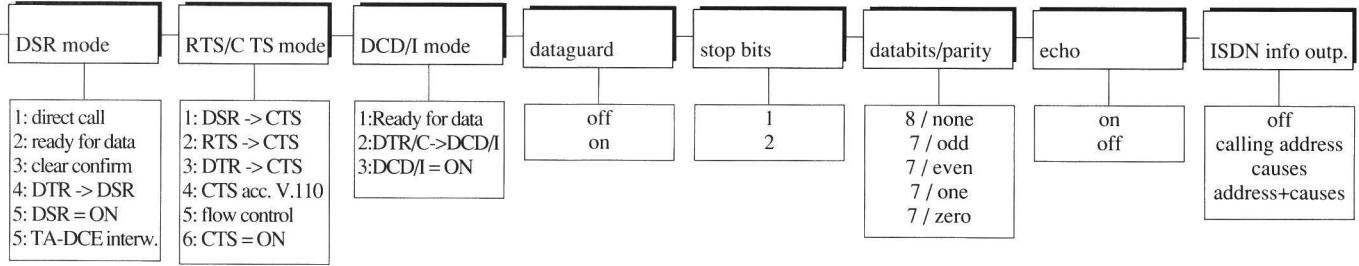 DSR mode
RTS/C TS mode
DCD/I mode
dataguard
stop bits
databits/parity
echo
ISDN info outp.
1: direct call
2: ready for data
3: clear confirm
4: DTR -> DSR
5: DSR = ON
5: TA-DCE interw.
1: DSR -> CTS
2: RTS -> CTS
3: DTR -> CTS
4: CTS acc. V.110
5: flow control
6: CTS = ON
1:Ready for data
2:DTR/C->DCD/I
3:DCD/I = ON
off
on
1
2
8 / none
7 / odd
7 / even
7 / one
7 / zero
on
off
off
calling address
causes
address+causes